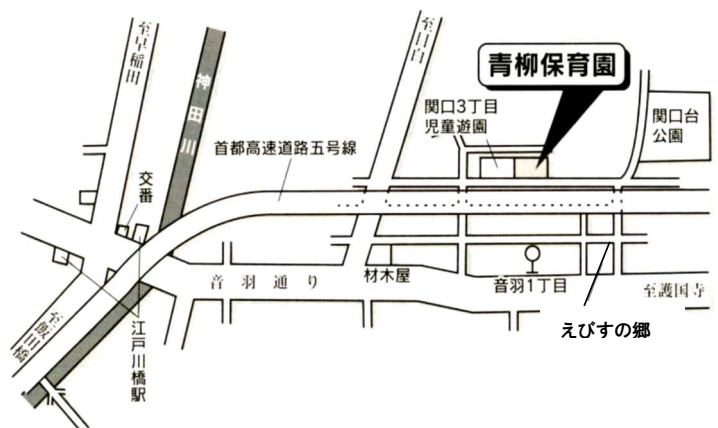 至早稲田
神田川
至目白
青柳保育園
関口3丁目
児童遊園
関口台
公園
首都高速道路五号線
交番
音羽通り
材木屋
音羽1丁目
至護国寺
えびすの郷
至飯田橋
江戸川橋駅